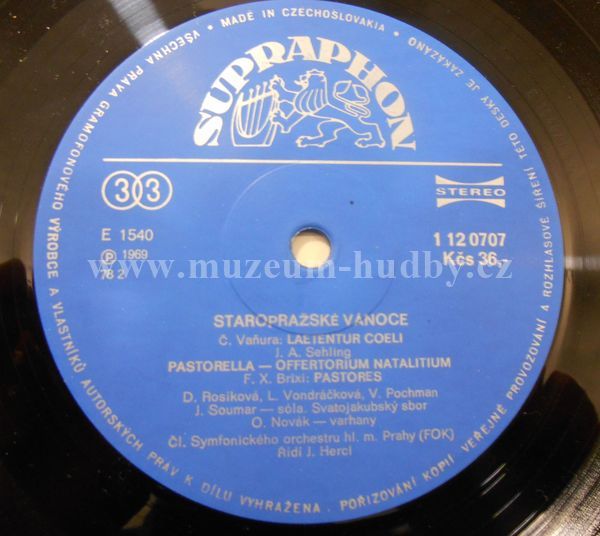 • MADE IN CZECHOSLOVAKIA •
VŠECHNA PRÁVA GRAMOFONOVÉHO VÝROBCE A VLASTNÍKŮ AUTORSKÝCH PRÁV K DÍLU VYHRAŽENA. POŘIZOVÁNÍ KOPIÍ, VEŘEJNÉ PROVOZOVÁNÍ A ROZHLASOVÉ ŠÍŘENÍ TÉTO DESKY JE ZAKÁZÁNO
SUPRAPHON
33
STEREO
E 1540
1 12 0707
Ⓟ 1969
Kčs 36,-
78 2
www.muzeum-hudby.cz
STAROPRAŽSKÉ VÁNOCE
Č. Vaňura: LAETENTUR COELI
J. A. Sehling
PASTORELLA — OFFERTORIUM NATALITIUM
F. X. Brixi: PASTORES
D. Rosíková, L. Vondráčková, V. Pochman
J. Soumar — sóla. Svatojakubský sbor
O. Novák — varhany
Čl. Symfonického orchestru hl. m. Prahy (FOK)
Řídí J. Hercl